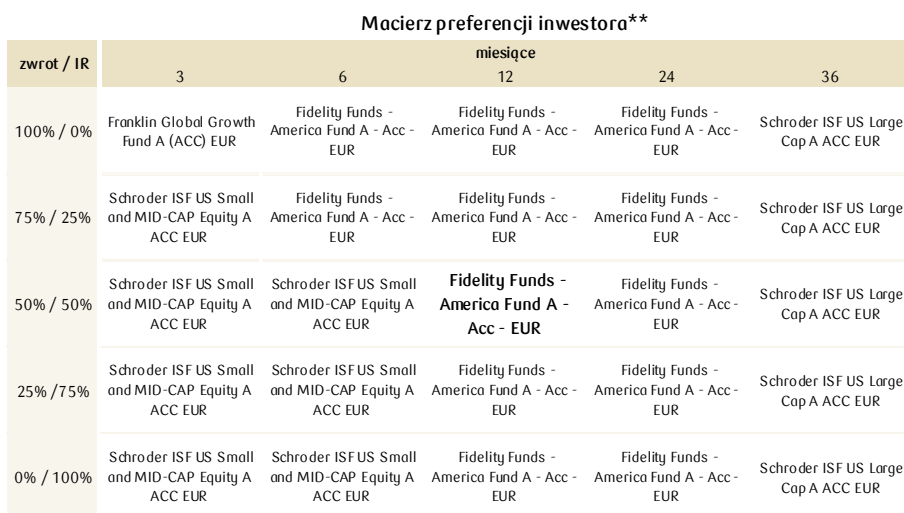 Macierz preferencji inwestora**
zwrot / IR
miesiące
3 6 12 24 36
100% / 0%
Franklin Global Growth
Fund A (ACC) EUR
Fidelity Funds -
America Fund A - Acc -
EUR
Fidelity Funds -
America Fund A - Acc -
EUR
Fidelity Funds -
America Fund A - Acc -
EUR
Schroder ISF US Large
Cap A ACC EUR
75% / 25%
Schroder ISF US Small
and MID-CAP Equity A
ACC EUR
Fidelity Funds -
America Fund A - Acc -
EUR
Fidelity Funds -
America Fund A - Acc -
EUR
Fidelity Funds -
America Fund A - Acc -
EUR
Schroder ISF US Large
Cap A ACC EUR
50% / 50%
Schroder ISF US Small
and MID-CAP Equity A
ACC EUR
Schroder ISF US Small
and MID-CAP Equity A
ACC EUR
Fidelity Funds -
America Fund A -
Acc - EUR
Fidelity Funds -
America Fund A - Acc -
EUR
Schroder ISF US Large
Cap A ACC EUR
25% /75%
Schroder ISF US Small
and MID-CAP Equity A
ACC EUR
Schroder ISF US Small
and MID-CAP Equity A
ACC EUR
Fidelity Funds -
America Fund A - Acc -
EUR
Fidelity Funds -
America Fund A - Acc -
EUR
Schroder ISF US Large
Cap A ACC EUR
0% / 100%
Schroder ISF US Small
and MID-CAP Equity A
ACC EUR
Schroder ISF US Small
and MID-CAP Equity A
ACC EUR
Fidelity Funds -
America Fund A - Acc -
EUR
Fidelity Funds -
America Fund A - Acc -
EUR
Schroder ISF US Large
Cap A ACC EUR